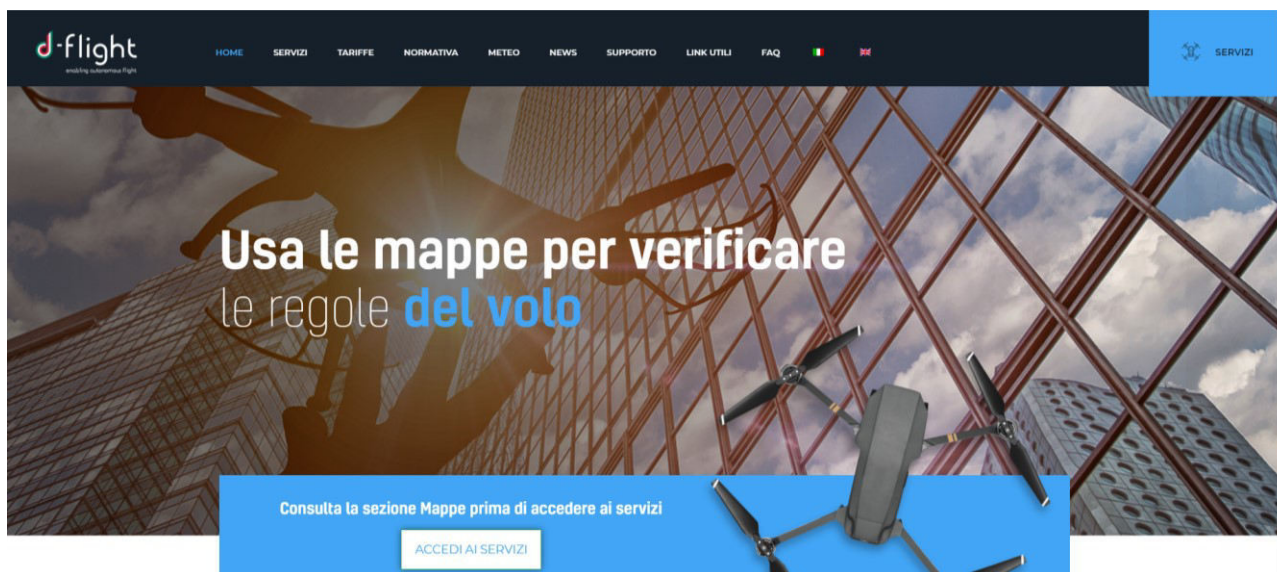 d-flight
enabling autonomous flight
HOME SERVIZI TARIFFE NORMATIVA METEO NEWS SUPPORTO LINK UTILI FAQ
SERVIZI
Usa le mappe per verificare
le regole del volo
Consulta la sezione Mappe prima di accedere ai servizi
ACCEDI AI SERVIZI